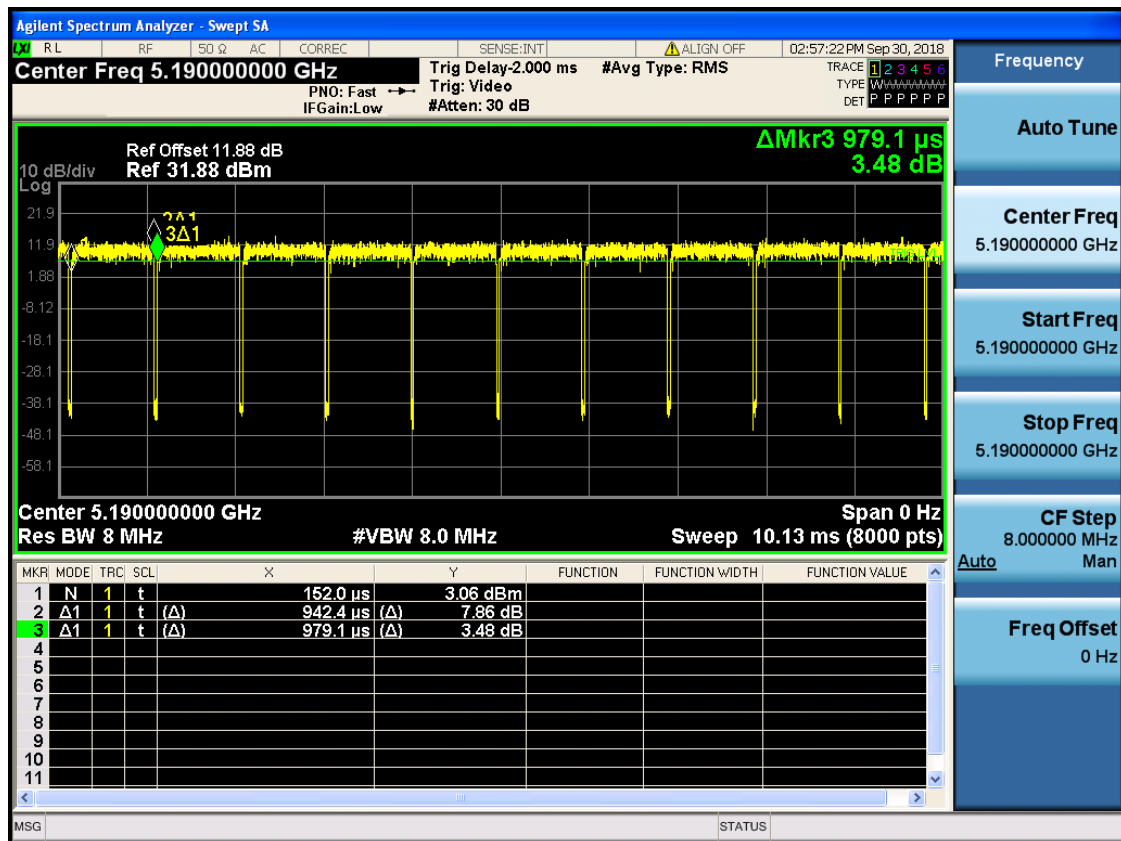 Agilent Spectrum Analyzer - Swept SA
LXI RL RF 50 Ω AC CORREC SENSE:INT ALIGN OFF 02:57:22 PM Sep 30, 2018
Center Freq 5.190000000 GHz
PNO: Fast
IFGain:Low
Trig Delay-2.000 ms
Trig: Video
#Atten: 30 dB
#Avg Type: RMS
TRACE 1 2 3 4 5 6
TYPE W
DET P P P P P P
ΔMkr3 979.1 µs
3.48 dB
Ref Offset 11.88 dB
Ref 31.88 dBm
10 dB/div
Log
21.9
11.9
1.88
-8.12
-18.1
-28.1
-38.1
-48.1
-58.1
3Δ1
Center 5.190000000 GHz Span 0 Hz
Res BW 8 MHz #VBW 8.0 MHz Sweep 10.13 ms (8000 pts)
MKR MODE TRC SCL X Y FUNCTION FUNCTION WIDTH FUNCTION VALUE
1 N 1 t 152.0 µs 3.06 dBm
2 Δ1 1 t (Δ) 942.4 µs (Δ) 7.86 dB
3 Δ1 1 t (Δ) 979.1 µs (Δ) 3.48 dB
4
5
6
7
8
9
10
11
MSG STATUS
Frequency
Auto Tune
Center Freq
5.190000000 GHz
Start Freq
5.190000000 GHz
Stop Freq
5.190000000 GHz
CF Step
8.000000 MHz
Auto Man
Freq Offset
0 Hz